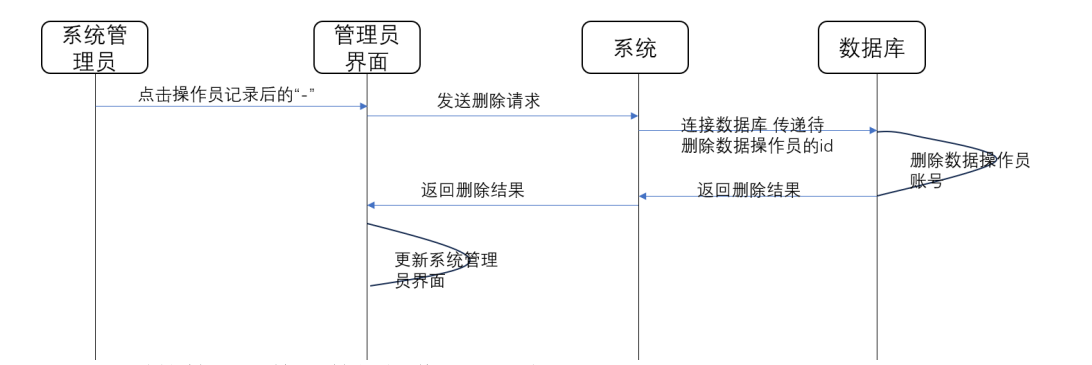 系统管
理员
管理员
界面
系统
数据库
点击操作员记录后的“-”
发送删除请求
连接数据库 传递待
删除数据操作员的id
删除数据操作员
账号
返回删除结果
返回删除结果
更新系统管理
员界面